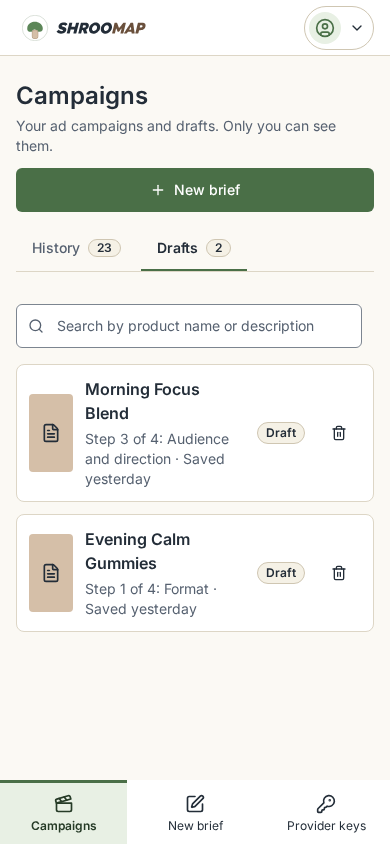 SHROOMAP
Campaigns
Your ad campaigns and drafts. Only you can see
them.
New brief
History 23 Drafts 2
Search by product name or description
Morning Focus
Blend
Step 3 of 4: Audience
and direction · Saved
yesterday
Draft
Evening Calm
Gummies
Step 1 of 4: Format ·
Saved yesterday
Draft
Campaigns New brief Provider keys